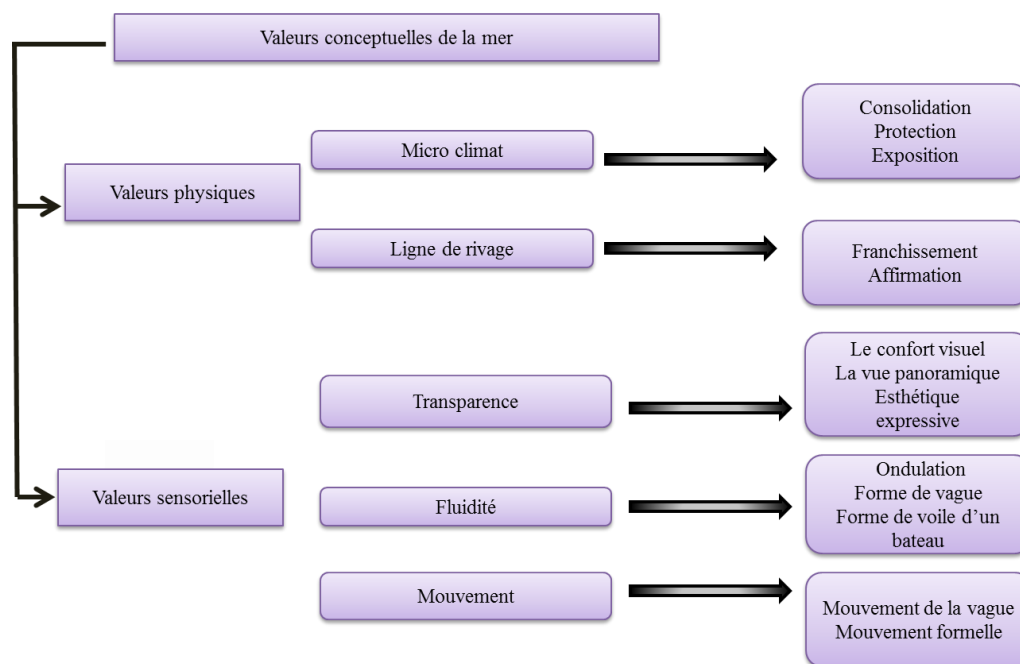 Valeurs conceptuelles de la mer
Valeurs physiques
Micro climat
Consolidation
Protection
Exposition
Ligne de rivage
Franchissement
Affirmation
Valeurs sensorielles
Transparence
Le confort visuel
La vue panoramique
Esthétique
expressive
Fluidité
Ondulation
Forme de vague
Forme de voile d’un
bateau
Mouvement
Mouvement de la vague
Mouvement formelle